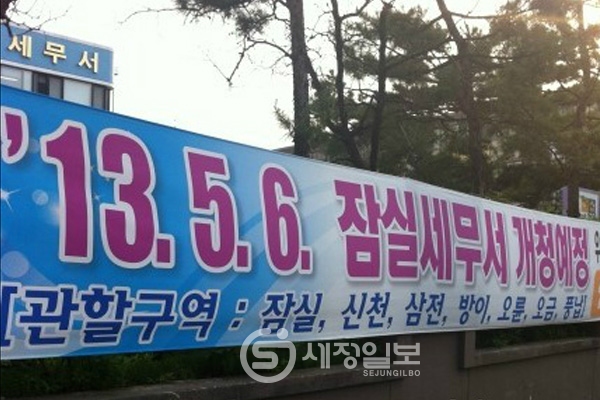 세무서
'13. 5. 6. 잠실세무서 개청예정
[관할구역 : 잠실, 신천, 삼전, 방이, 오륜, 오금, 풍납]
세정일보
SEJUNGILBO